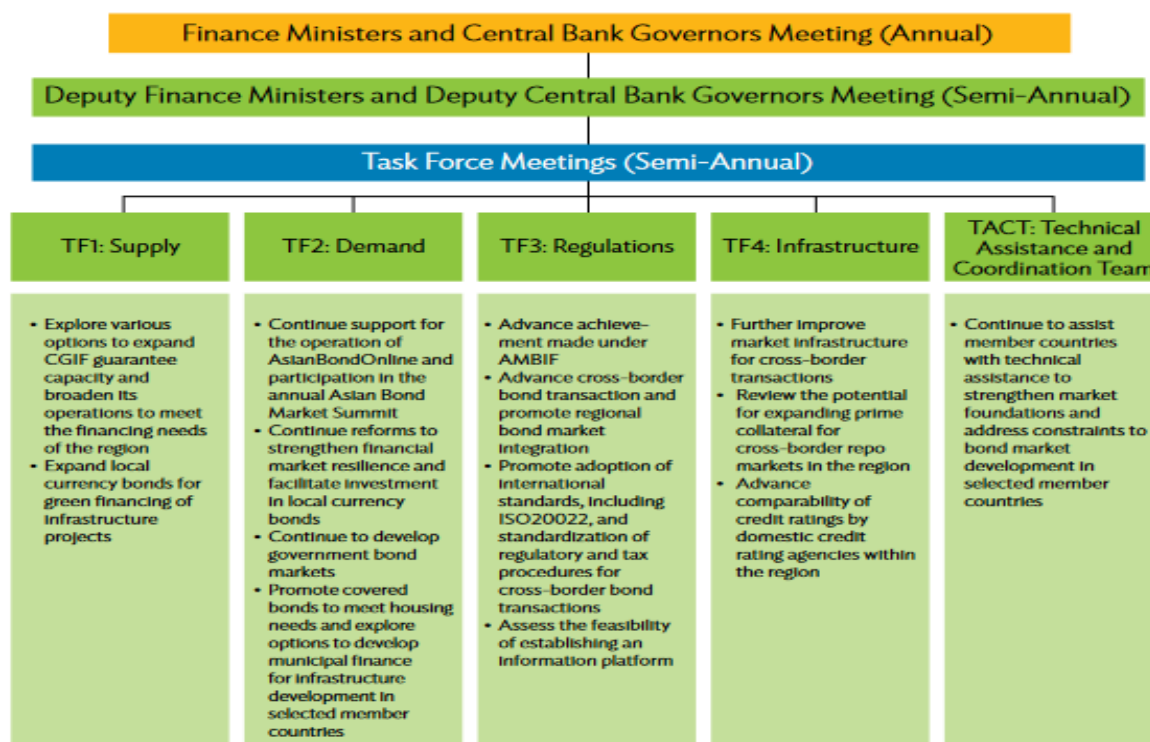 Finance Ministers and Central Bank Governors Meeting (Annual)
Deputy Finance Ministers and Deputy Central Bank Governors Meeting (Semi-Annual)
Task Force Meetings (Semi-Annual)
TF1: Supply
• Explore various
options to expand
CGIF guarantee
capacity and
broaden its
operations to meet
the financing needs
of the region
• Expand local
currency bonds for
green financing of
infrastructure
projects
TF2: Demand
• Continue support for
the operation of
AsianBondOnline and
participation in the
annual Asian Bond
Market Summit
• Continue reforms to
strengthen financial
market resilience and
facilitate investment
in local currency
bonds
• Continue to develop
government bond
markets
• Promote covered
bonds to meet housing
needs and explore
options to develop
municipal finance
for infrastructure
development in
selected member
countries
TF3: Regulations
• Advance achieve-
ment made under
AMBIF
• Advance cross-border
bond transaction and
promote regional
bond market
integration
• Promote adoption of
international
standards, including
ISO20022, and
standardization of
regulatory and tax
procedures for
cross-border bond
transactions
• Assess the feasibility
of establishing an
information platform
TF4: Infrastructure
• Further improve
market infrastructure
for cross-border
transactions
• Review the potential
for expanding prime
collateral for
cross-border repo
markets in the region
• Advance
comparability of
credit ratings by
domestic credit
rating agencies within
the region
TACT: Technical
Assistance and
Coordination Team
• Continue to assist
member countries
with technical
assistance to
strengthen market
foundations and
address constraints to
bond market
development in
selected member
countries